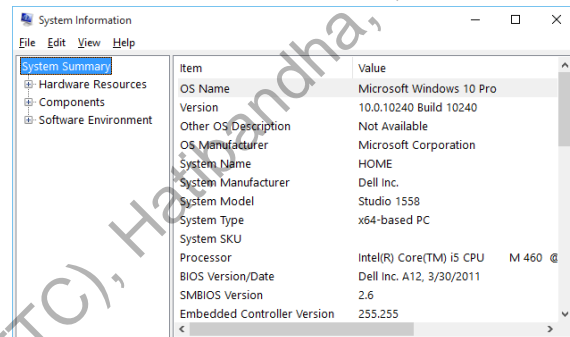 System Information
File Edit View Help
System Summary
Hardware Resources
Components
Software Environment
Item Value
OS Name Microsoft Windows 10 Pro
Version 10.0.10240 Build 10240
Other OS Description Not Available
OS Manufacturer Microsoft Corporation
System Name HOME
System Manufacturer Dell Inc.
System Model Studio 1558
System Type x64-based PC
System SKU
Processor Intel(R) Core(TM) i5 CPU M 460 @
BIOS Version/Date Dell Inc. A12, 3/30/2011
SMBIOS Version 2.6
Embedded Controller Version 255.255
TTC), Hatibandha,